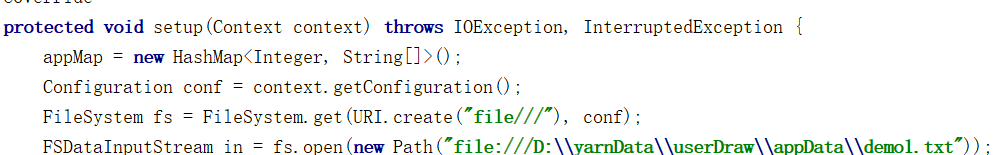 protected void setup(Context context) throws IOException, InterruptedException {
appMap = new HashMap<Integer, String[]>();
Configuration conf = context.getConfiguration();
FileSystem fs = FileSystem.get(URI.create("file///"), conf);
FSDataInputStream in = fs.open(new Path("file:///D:\\yarnData\\userDraw\\appData\\demo1.txt"));